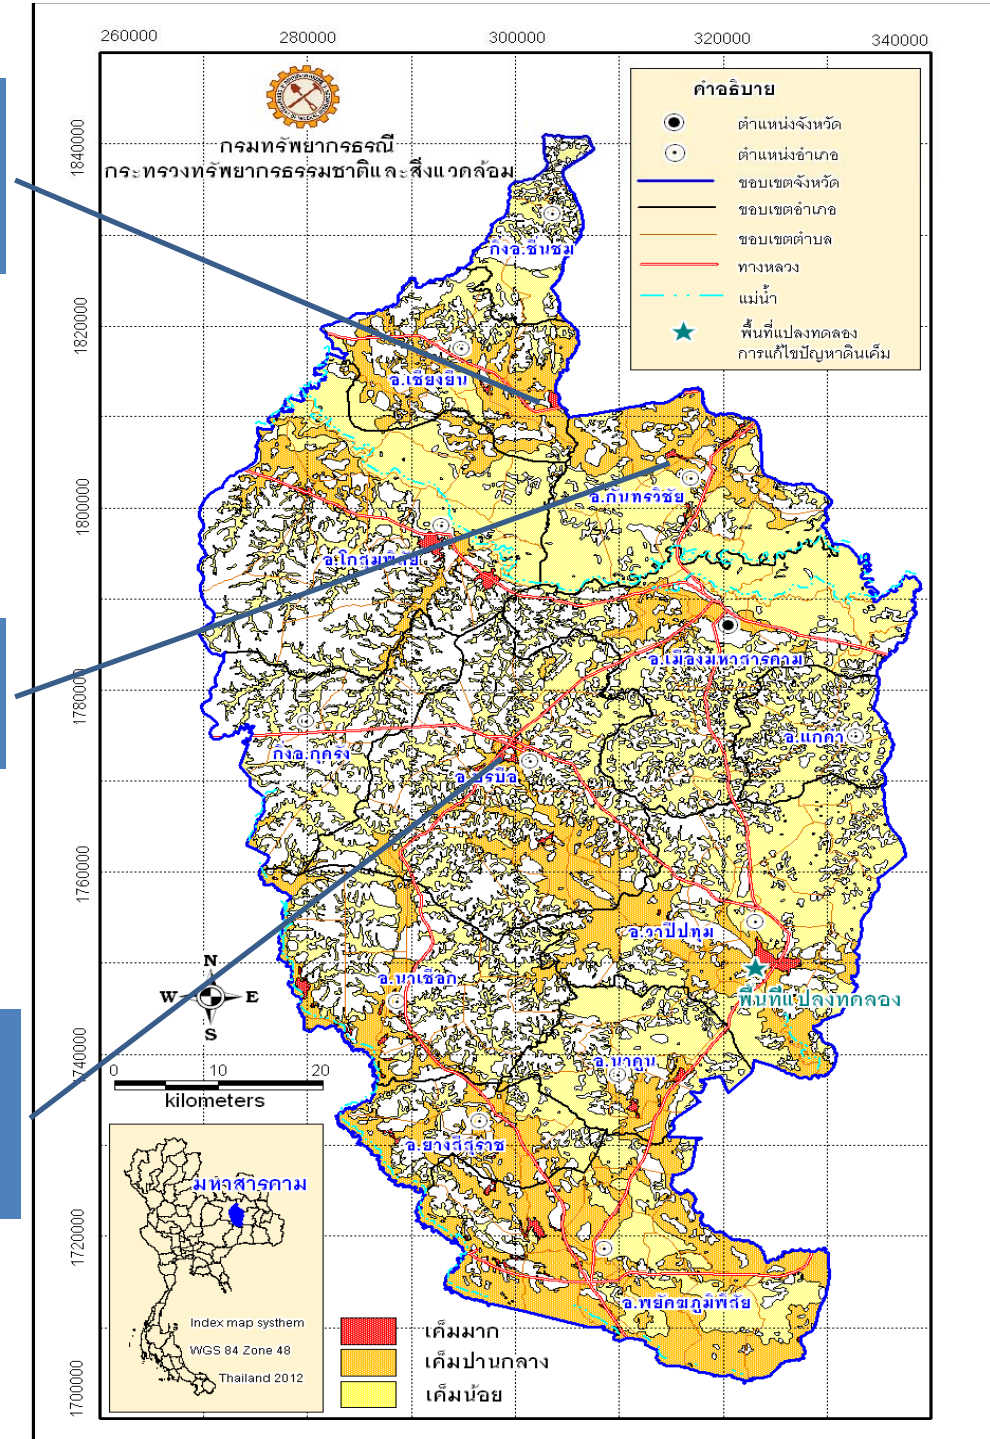 260000 280000 300000 320000 340000
กรมทรัพยากรธรณี
กระทรวงทรัพยากรธรรมชาติและสิ่งแวดล้อม
คำอธิบาย
ตำแหน่งจังหวัด
ตำแหน่งอำเภอ
ขอบเขตจังหวัด
ขอบเขตอำเภอ
ขอบเขตตำบล
ทางหลวง
แม่น้ำ
พื้นที่แปลงทดลอง
การแก้ไขปัญหาดินเค็ม
1840000
1820000
1800000
1780000
1760000
1740000
1720000
1700000
กิ่งอ.ชื่นชม
อ.เชียงยืน
อ.กันทรวิชัย
อ.โกสุมพิสัย
อ.เมืองมหาสารคาม
อ.แกดำ
กิ่งอ.กุดรัง
อ.บรบือ
อ.วาปีปทุม
พื้นที่แปลงทดลอง
อ.นาเชือก
อ.นาดูน
อ.ยางสีสุราช
อ.พยัคฆภูมิพิสัย
N
W E
S
0 10 20
kilometers
มหาสารคาม
Index map systhem
WGS 84 Zone 48
Thailand 2012
เค็มมาก
เค็มปานกลาง
เค็มน้อย